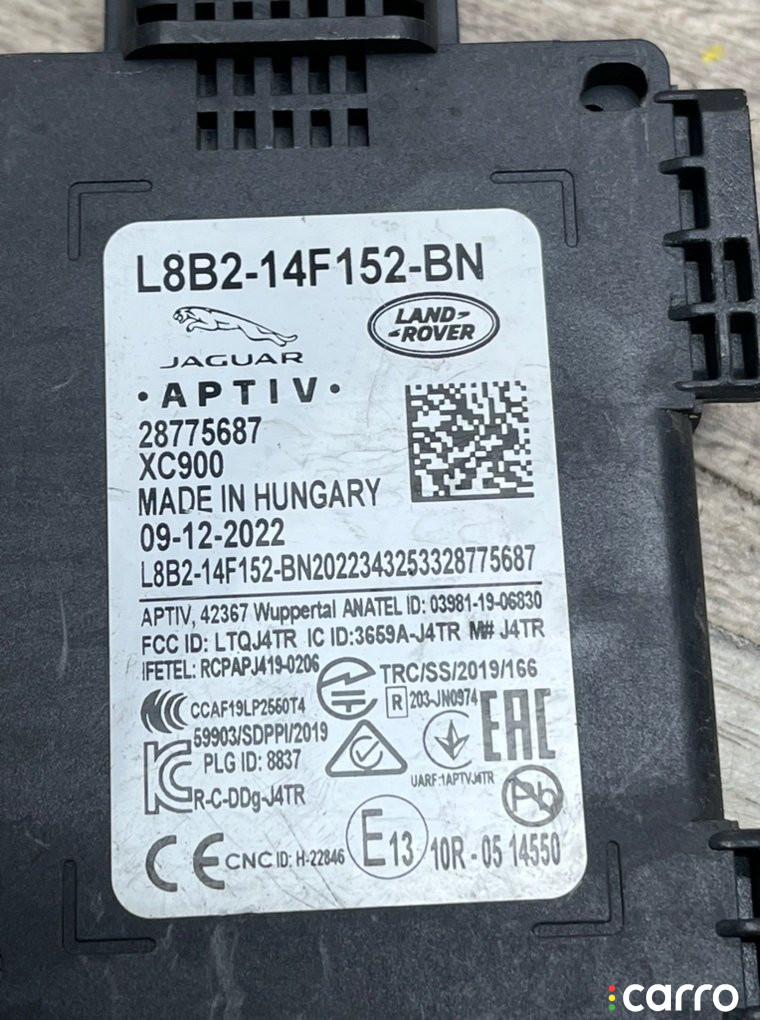 L8B2-14F152-BN
JAGUAR
LAND-
-ROVER
•APTIV•
28775687
XC900
MADE IN HUNGARY
09-12-2022
L8B2-14F152-BN2022343253328775687
APTIV, 42367 Wuppertal ANATEL ID: 03981-19-06830
FCC ID: LTQJ4TR IC ID:3659A-J4TR M# J4TR
IFETEL: RCPAPJ419-0206
TRC/SS/2019/166
R 203-JN0974
CCAF19LP2560T4
59903/SDPPI/2019
PLG ID: 8837
EAC
UARF:1APTVJ4TR
R-C-DDg-J4TR
Pb
CE CNC ID: H-22846 E13 10R - 05 14550
carro